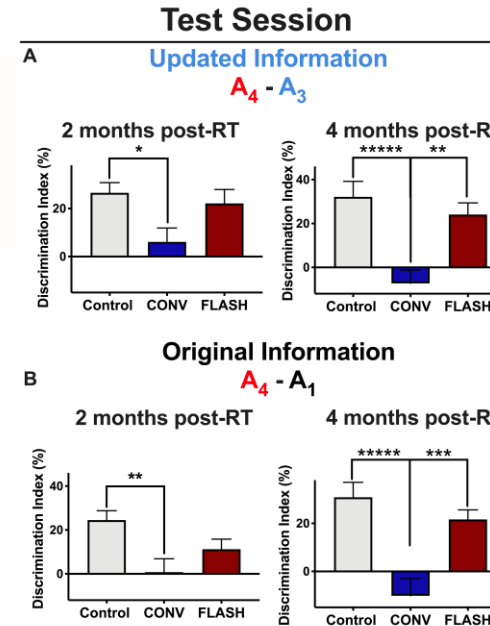 Test Session
A
Updated Information
A4 - A3
2 months post-RT
4 months post-R
*
***** **
Discrimination Index (%)
20
0
Control CONV FLASH
Discrimination Index (%)
40
20
0
Control CONV FLASH
Original Information
B
A4 - A1
2 months post-RT
4 months post-R
**
***** ***
Discrimination Index (%)
40
20
0
Control CONV FLASH
Discrimination Index (%)
20
0
Control CONV FLASH